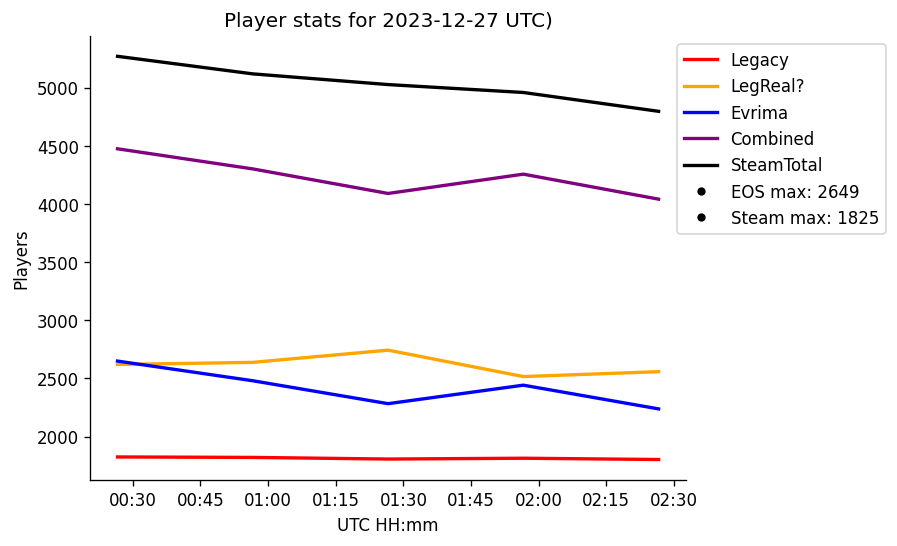 Player stats for 2023-12-27 UTC)
Players
5000
4500
4000
3500
3000
2500
2000
00:30 00:45 01:00 01:15 01:30 01:45 02:00 02:15 02:30
UTC HH:mm
Legacy
LegReal?
Evrima
Combined
SteamTotal
EOS max: 2649
Steam max: 1825